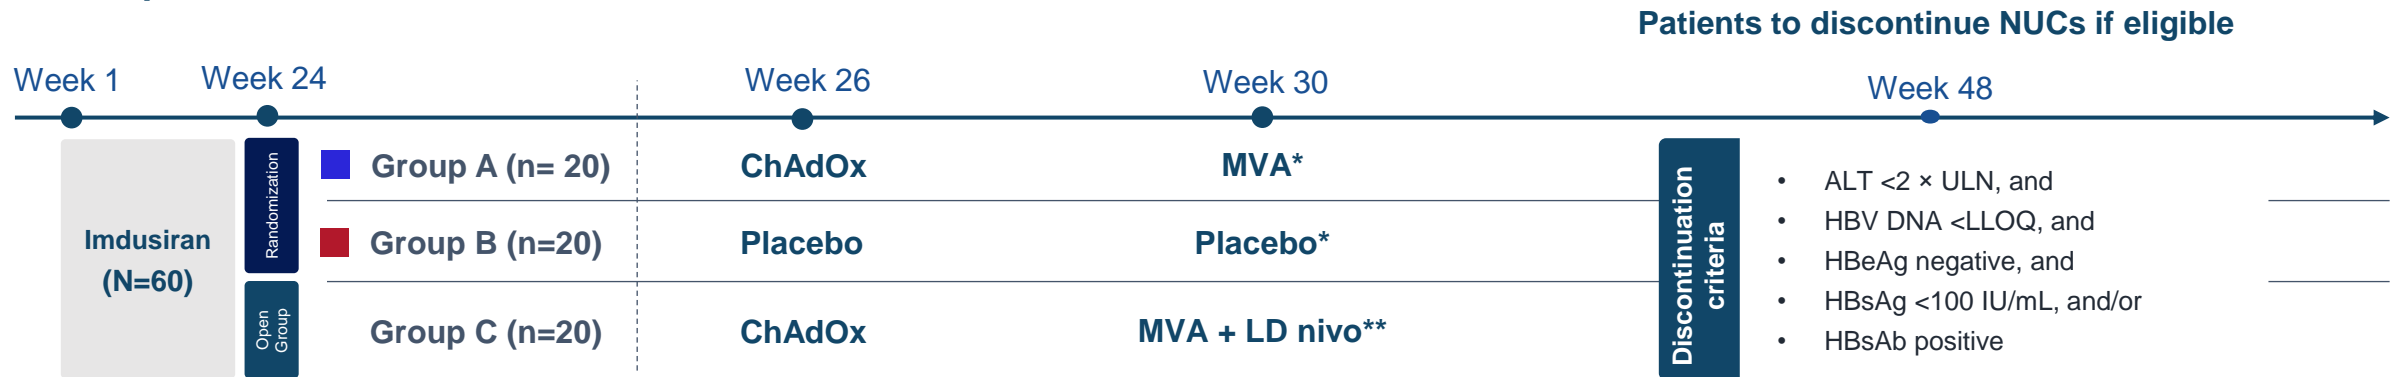 Patients to discontinue NUCs if eligible
Week 1
Week 24
Week 26
Week 30
Week 48
Imdusiran
(N=60)
Randomization
Open
Group
Group A (n= 20)
ChAdOx
MVA*
Group B (n=20)
Placebo
Placebo*
Group C (n=20)
ChAdOx
MVA + LD nivo**
Discontinuation
criteria
• ALT <2 × ULN, and
• HBV DNA <LLOQ, and
• HBeAg negative, and
• HBsAg <100 IU/mL, and/or
• HBsAb positive